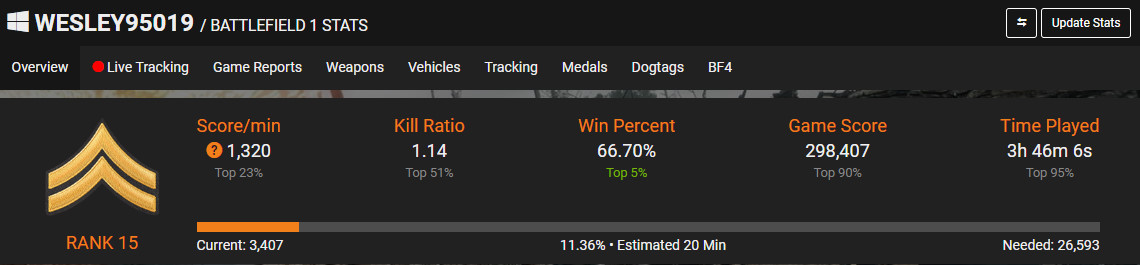 WESLEY95019 / BATTLEFIELD 1 STATS
Update Stats
Overview Live Tracking Game Reports Weapons Vehicles Tracking Medals Dogtags BF4
Score/min Kill Ratio Win Percent Game Score Time Played
? 1,320 1.14 66.70% 298,407 3h 46m 6s
Top 23% Top 51% Top 5% Top 90% Top 95%
RANK 15
Current: 3,407 11.36% • Estimated 20 Min Needed: 26,593